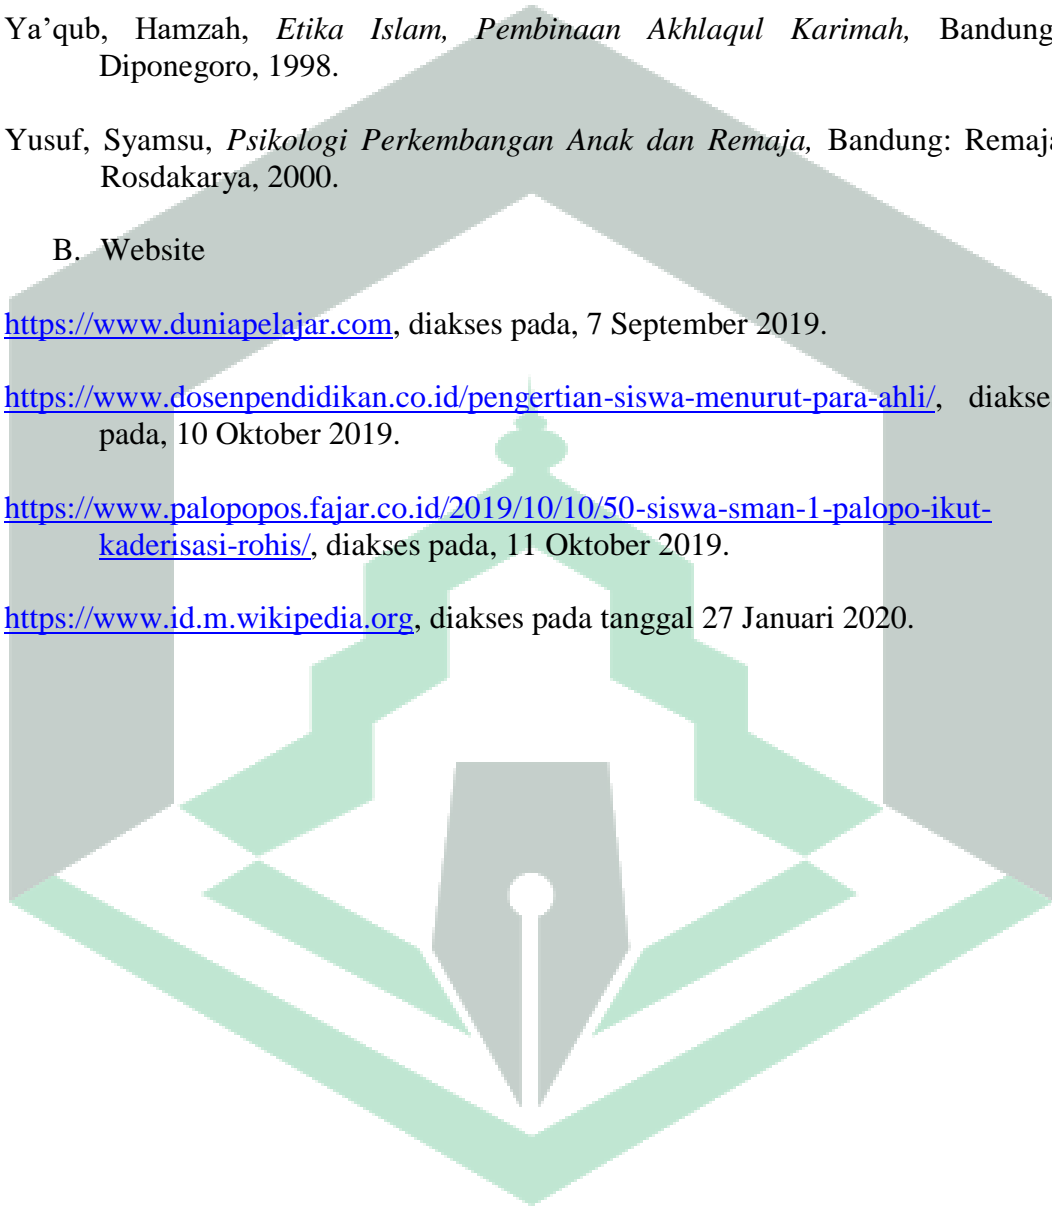 Ya’qub, Hamzah, Etika Islam, Pembinaan Akhlaqul Karimah, Bandung
Diponegoro, 1998.
Yusuf, Syamsu, Psikologi Perkembangan Anak dan Remaja, Bandung: Remaja
Rosdakarya, 2000.
B. Website
https://www.duniapelajar.com, diakses pada, 7 September 2019.
https://www.dosenpendidikan.co.id/pengertian-siswa-menurut-para-ahli/, diakse
pada, 10 Oktober 2019.
https://www.palopopos.fajar.co.id/2019/10/10/50-siswa-sman-1-palopo-ikut-
kaderisasi-rohis/, diakses pada, 11 Oktober 2019.
https://www.id.m.wikipedia.org, diakses pada tanggal 27 Januari 2020.